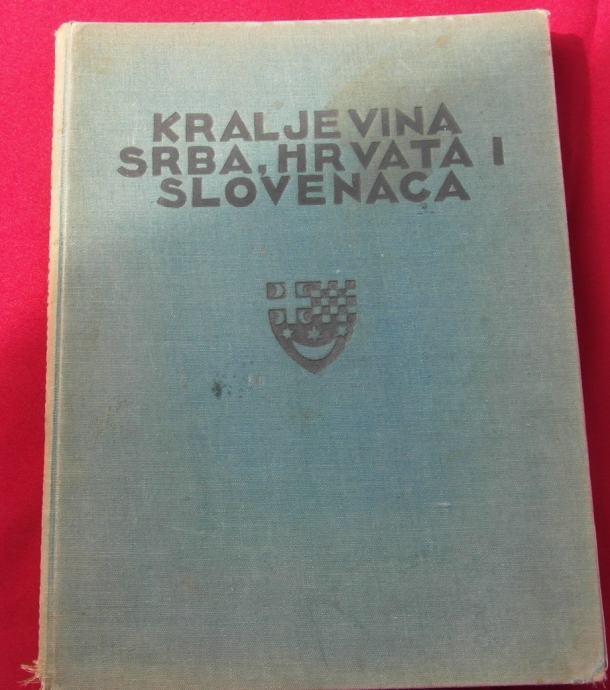 KRALJEVINA
SRBA, HRVATA I
SLOVENACA